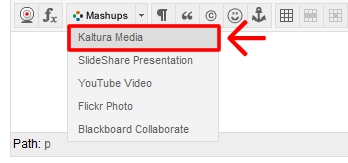 Mashups
Kaltura Media
SlideShare Presentation
YouTube Video
Flickr Photo
Blackboard Collaborate
Path: p